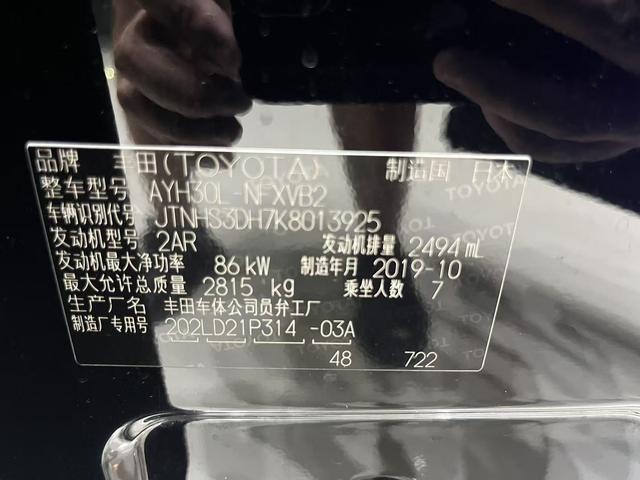 品牌 丰田(TOYOTA) 制造国 日本
整车型号 AYH30L-NFXVB2
车辆识别代号 JTNHS3DH7K8013925
发动机型号 2AR 发动机排量 2494 mL
发动机最大净功率 86 kW 制造年月 2019-10
最大允许总质量 2815 kg 乘坐人数 7
生产厂名 丰田车体公司员弁工厂
制造厂专用号 202LD21P314 -03A
48 722